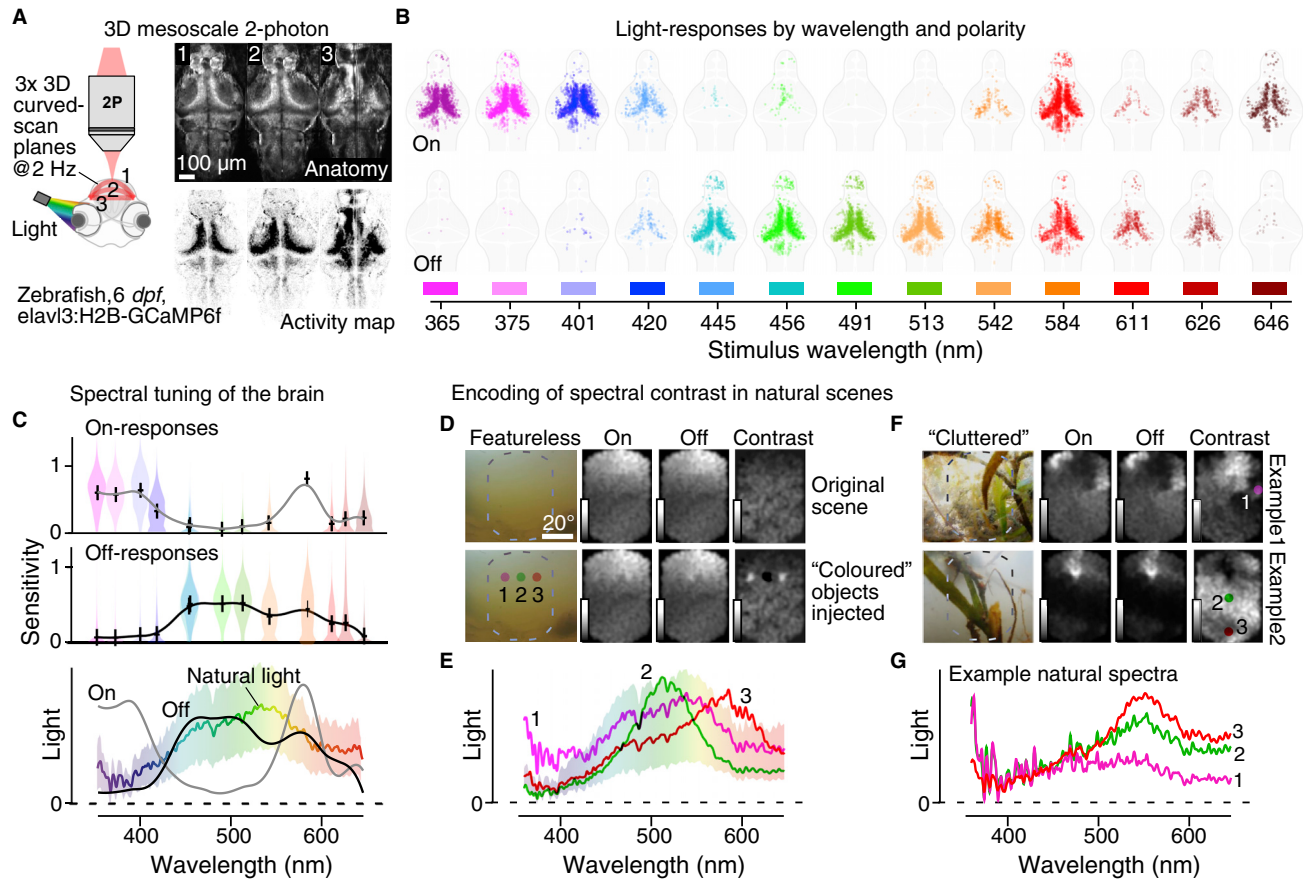 A
3D mesoscale 2-photon
3x 3D
curved-
scan
planes
@2 Hz
2P
1
2
3
Light
1
2
3
100 µm
Anatomy
Activity map
Zebrafish,6 dpf,
elavl3:H2B-GCaMP6f
B
Light-responses by wavelength and polarity
On
Off
365 375 401 420 445 456 491 513 542 584 611 626 646
Stimulus wavelength (nm)
Spectral tuning of the brain
C
On-responses
1
0
Off-responses
1
0
Sensitivity
On
Off
Natural light
Light
0
400 500 600
Wavelength (nm)
Encoding of spectral contrast in natural scenes
D
Featureless On Off Contrast
20°
Original
scene
1 2 3
"Coloured"
objects
injected
E
1
2
3
Light
0
400 500 600
Wavelength (nm)
F
"Cluttered" On Off Contrast
1
Example1
2
3
Example2
G
Example natural spectra
3
2
1
Light
0
400 500 600
Wavelength (nm)